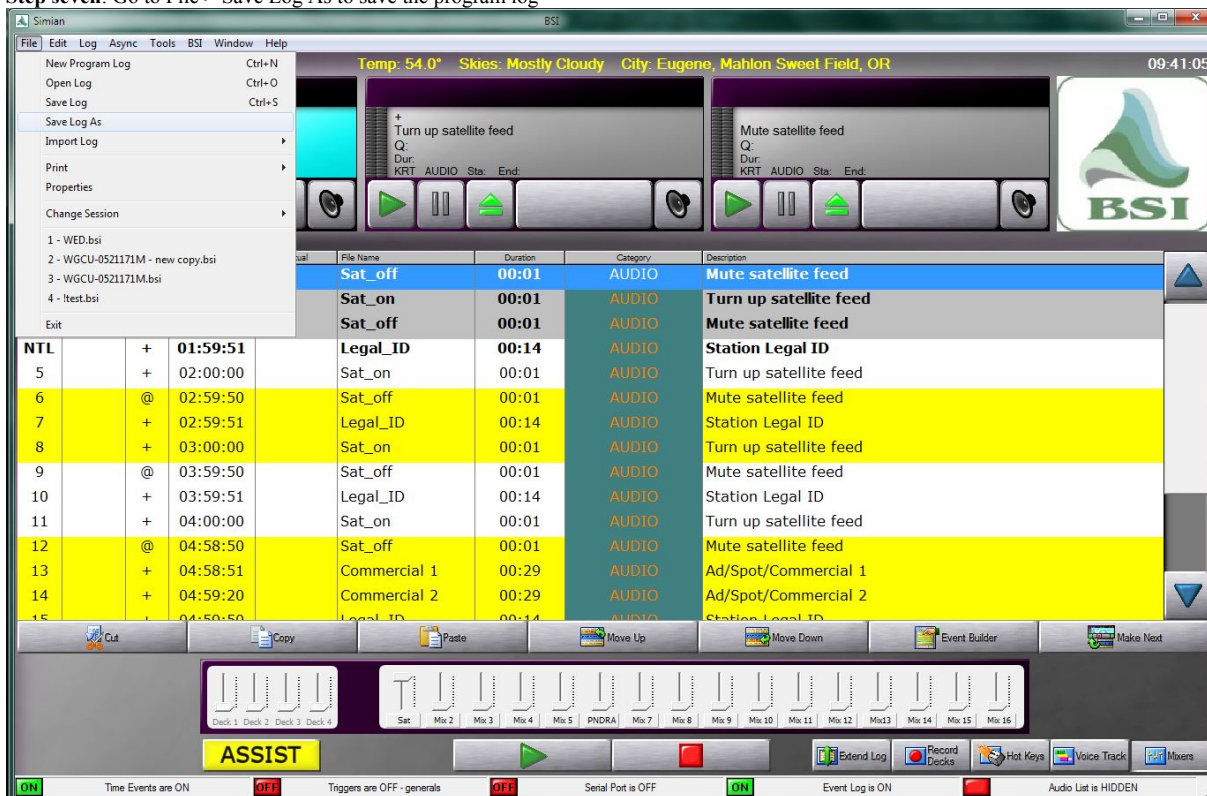 Step seven: Go to File> Save Log As to save the program log
Simian BSI
File Edit Log Async Tools BSI Window Help
New Program Log Ctrl+N
Open Log Ctrl+O
Save Log Ctrl+S
Save Log As
Import Log
Print
Properties
Change Session
1 - WED.bsi
2 - WGCU-0521171M - new copy.bsi
3 - WGCU-0521171M.bsi
4 - !test.bsi
Exit
Temp: 54.0° Skies: Mostly Cloudy City: Eugene, Mahlon Sweet Field, OR 09:41:05
+
Turn up satellite feed
Q:
Dur:
KRT AUDIO Sta: End:
Mute satellite feed
Q:
Dur:
KRT AUDIO Sta: End:
BSI
File Name Duration Category Description
Sat_off 00:01 AUDIO Mute satellite feed
Sat_on 00:01 AUDIO Turn up satellite feed
Sat_off 00:01 AUDIO Mute satellite feed
NTL + 01:59:51 Legal_ID 00:14 AUDIO Station Legal ID
5 + 02:00:00 Sat_on 00:01 AUDIO Turn up satellite feed
6 @ 02:59:50 Sat_off 00:01 AUDIO Mute satellite feed
7 + 02:59:51 Legal_ID 00:14 AUDIO Station Legal ID
8 + 03:00:00 Sat_on 00:01 AUDIO Turn up satellite feed
9 @ 03:59:50 Sat_off 00:01 AUDIO Mute satellite feed
10 + 03:59:51 Legal_ID 00:14 AUDIO Station Legal ID
11 + 04:00:00 Sat_on 00:01 AUDIO Turn up satellite feed
12 @ 04:58:50 Sat_off 00:01 AUDIO Mute satellite feed
13 + 04:58:51 Commercial 1 00:29 AUDIO Ad/Spot/Commercial 1
14 + 04:59:20 Commercial 2 00:29 AUDIO Ad/Spot/Commercial 2
15 + 04:59:50 Legal_ID 00:14 AUDIO Station Legal ID
Cut Copy Paste Move Up Move Down Event Builder Make Next
Deck 1 Deck 2 Deck 3 Deck 4 Sat Mix 2 Mix 3 Mix 4 Mix 5 PNDRA Mix 7 Mix 8 Mix 9 Mix 10 Mix 11 Mix 12 Mix13 Mix 14 Mix 15 Mix 16
ASSIST Extend Log Record Decks Hot Keys Voice Track Mixers
ON Time Events are ON OFF Triggers are OFF - generals OFF Serial Port is OFF ON Event Log is ON Audio List is HIDDEN